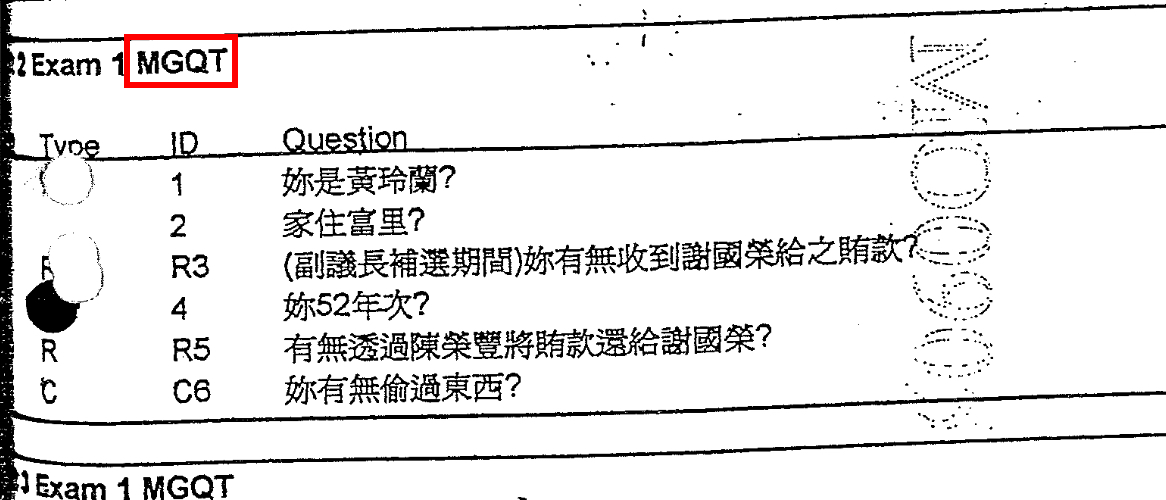 Exam 1 MGQT
Type ID Question
1 妳是黃玲蘭?
2 家住富里?
R R3 (副議長補選期間)妳有無收到謝國榮給之賄款?
4 妳52年次?
R R5 有無透過陳榮豐將賄款還給謝國榮?
C C6 妳有無偷過東西?
Exam 1 MGQT